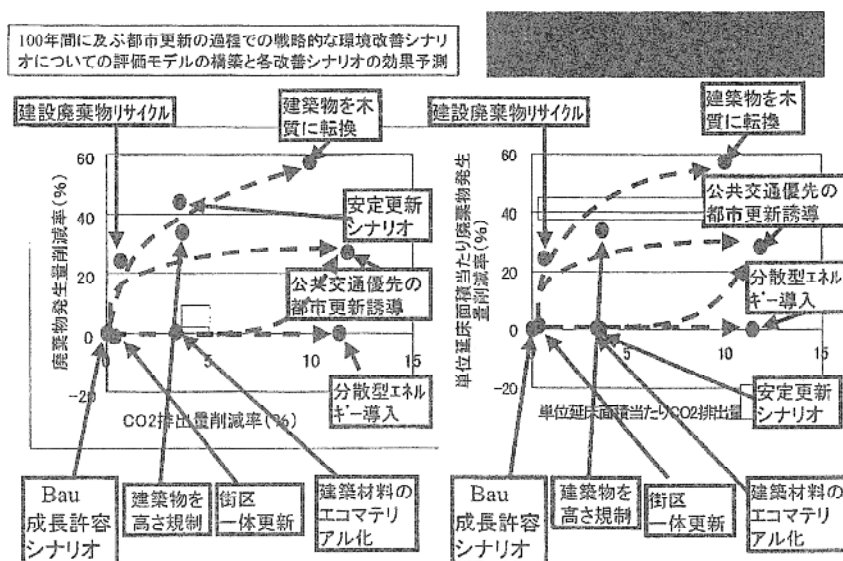 100年間に及ぶ都市更新の過程での戦略的な環境改善シナリ
オについての評価モデルの構築と各改善シナリオの効果予測
建設廃棄物リサイクル
建築物を木
質に転換
廃棄物発生量削減率(%)
60
40
20
0
-20
0
5
10
15
CO2排出量削減率(%)
安定更新
シナリオ
公共交通優先の
都市更新誘導
分散型エネル
ギー導入
Bau
成長許容
シナリオ
建築物を
高さ規制
街区
一体更新
建築材料の
エコマテリ
アル化
建設廃棄物リサイクル
建築物を木
質に転換
単位延床面積当たり廃棄物発生
量削減率(%)
60
40
20
0
-20
0
5
10
15
単位延床面積当たりCO2排出量
公共交通優先の
都市更新誘導
分散型エネル
ギー導入
安定更新
シナリオ
Bau
成長許容
シナリオ
建築物を
高さ規制
街区
一体更新
建築材料の
エコマテリ
アル化